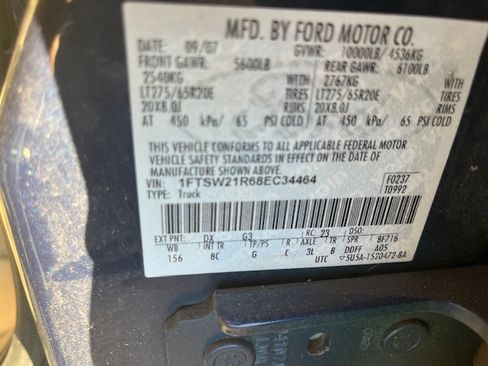 MFD. BY FORD MOTOR CO.
DATE: 09/07 GVWR: 10000LB/ 4536KG
FRONT GAWR: 5600LB REAR GAWR: 6100LB
2540KG WITH 2767KG WITH
LT275/65R20E TIRES LT275/65R20E TIRES
20X8.0J RIMS 20X8.0J RIMS
AT 450 kPa/ 65 PSI COLD AT 450 kPa/ 65 PSI COLD
THIS VEHICLE CONFORMS TO ALL APPLICABLE FEDERAL MOTOR
VEHICLE SAFETY STANDARDS IN EFFECT ON THE DATE OF
MANUFACTURE SHOWN ABOVE.
VIN: 1FTSW21R68EC34464 F0237
TYPE: Truck T0992
EXT PNT: DX G3 RC: 23 DSO:
WB INT TR TP/PS R AXLE TR SPR BF716
156 8C G C 3L B DDFF A05
UTC ▽5U5A-1520472-BA